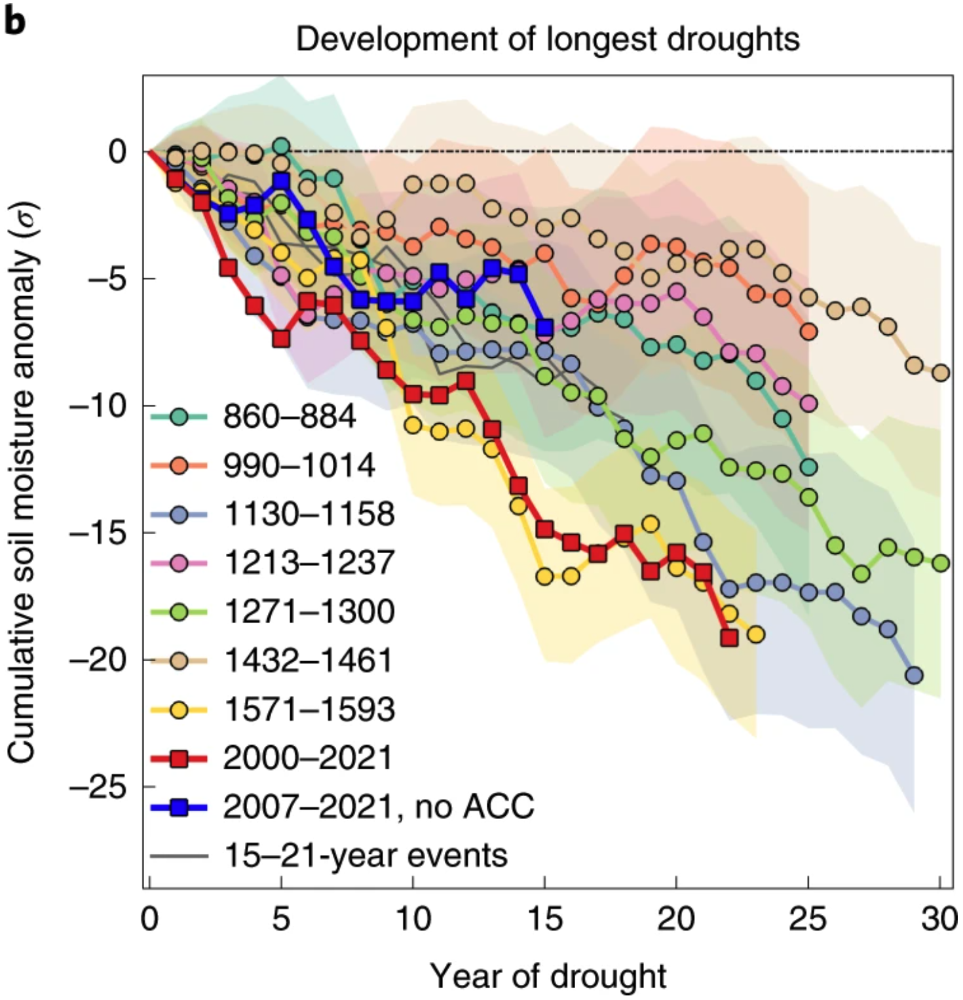 b
Development of longest droughts
Cumulative soil moisture anomaly (σ)
0
−5
−10
−15
−20
−25
860–884
990–1014
1130–1158
1213–1237
1271–1300
1432–1461
1571–1593
2000–2021
2007–2021, no ACC
15–21-year events
0 5 10 15 20 25 30
Year of drought